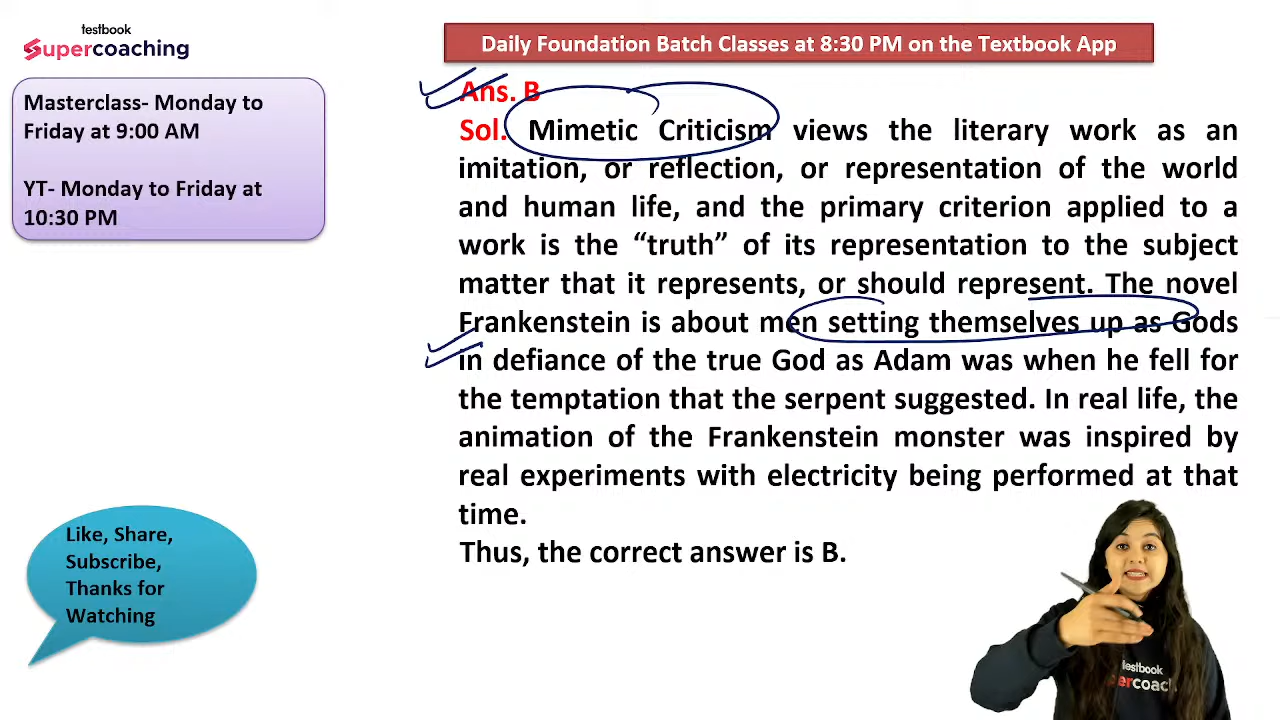 testbook
Supercoaching
Daily Foundation Batch Classes at 8:30 PM on the Textbook App
Masterclass- Monday to
Friday at 9:00 AM
YT- Monday to Friday at
10:30 PM
Ans. B
Sol. Mimetic Criticism views the literary work as an
imitation, or reflection, or representation of the world
and human life, and the primary criterion applied to a
work is the “truth” of its representation to the subject
matter that it represents, or should represent. The novel
Frankenstein is about men setting themselves up as Gods
in defiance of the true God as Adam was when he fell for
the temptation that the serpent suggested. In real life, the
animation of the Frankenstein monster was inspired by
real experiments with electricity being performed at that
time.
Thus, the correct answer is B.
Like, Share,
Subscribe,
Thanks for
Watching
testbook